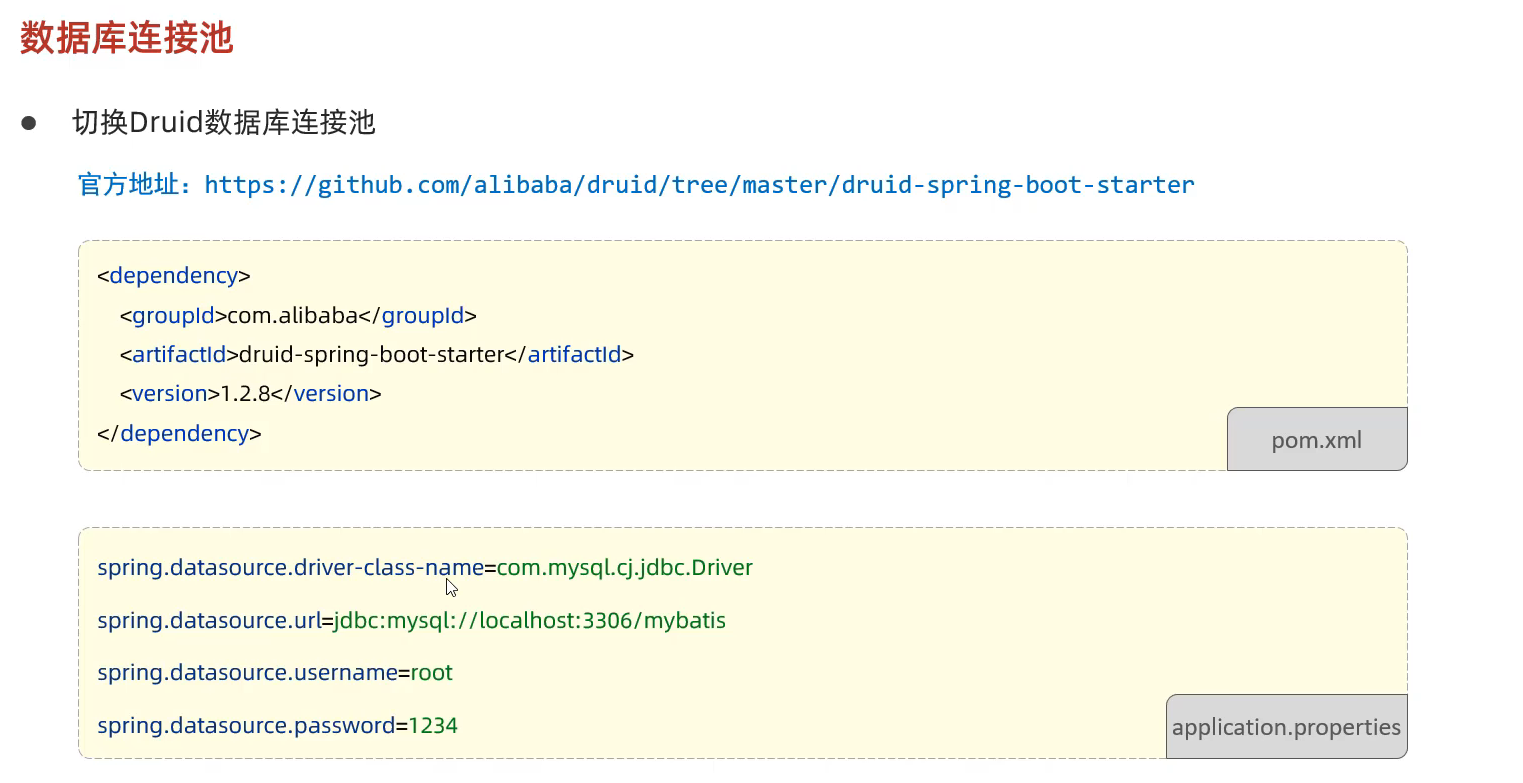 数据库连接池
切换Druid数据库连接池
官方地址：https://github.com/alibaba/druid/tree/master/druid-spring-boot-starter
<dependency>
<groupId>com.alibaba</groupId>
<artifactId>druid-spring-boot-starter</artifactId>
<version>1.2.8</version>
</dependency>
pom.xml
spring.datasource.driver-class-name=com.mysql.cj.jdbc.Driver
spring.datasource.url=jdbc:mysql://localhost:3306/mybatis
spring.datasource.username=root
spring.datasource.password=1234
application.properties